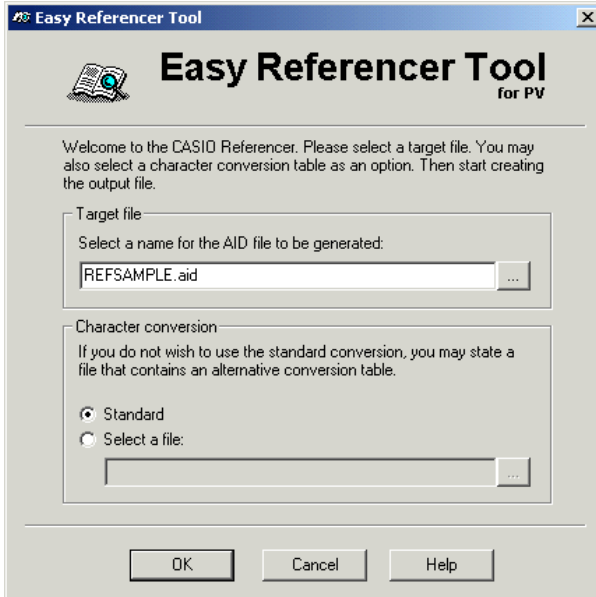 Easy Referencer Tool
Easy Referencer Tool
for PV
Welcome to the CASIO Referencer. Please select a target file. You may
also select a character conversion table as an option. Then start creating
the output file.
Target file
Select a name for the AID file to be generated:
REFSAMPLE.aid
...
Character conversion
If you do not wish to use the standard conversion, you may state a
file that contains an alternative conversion table.
Standard
Select a file:
...
OK Cancel Help